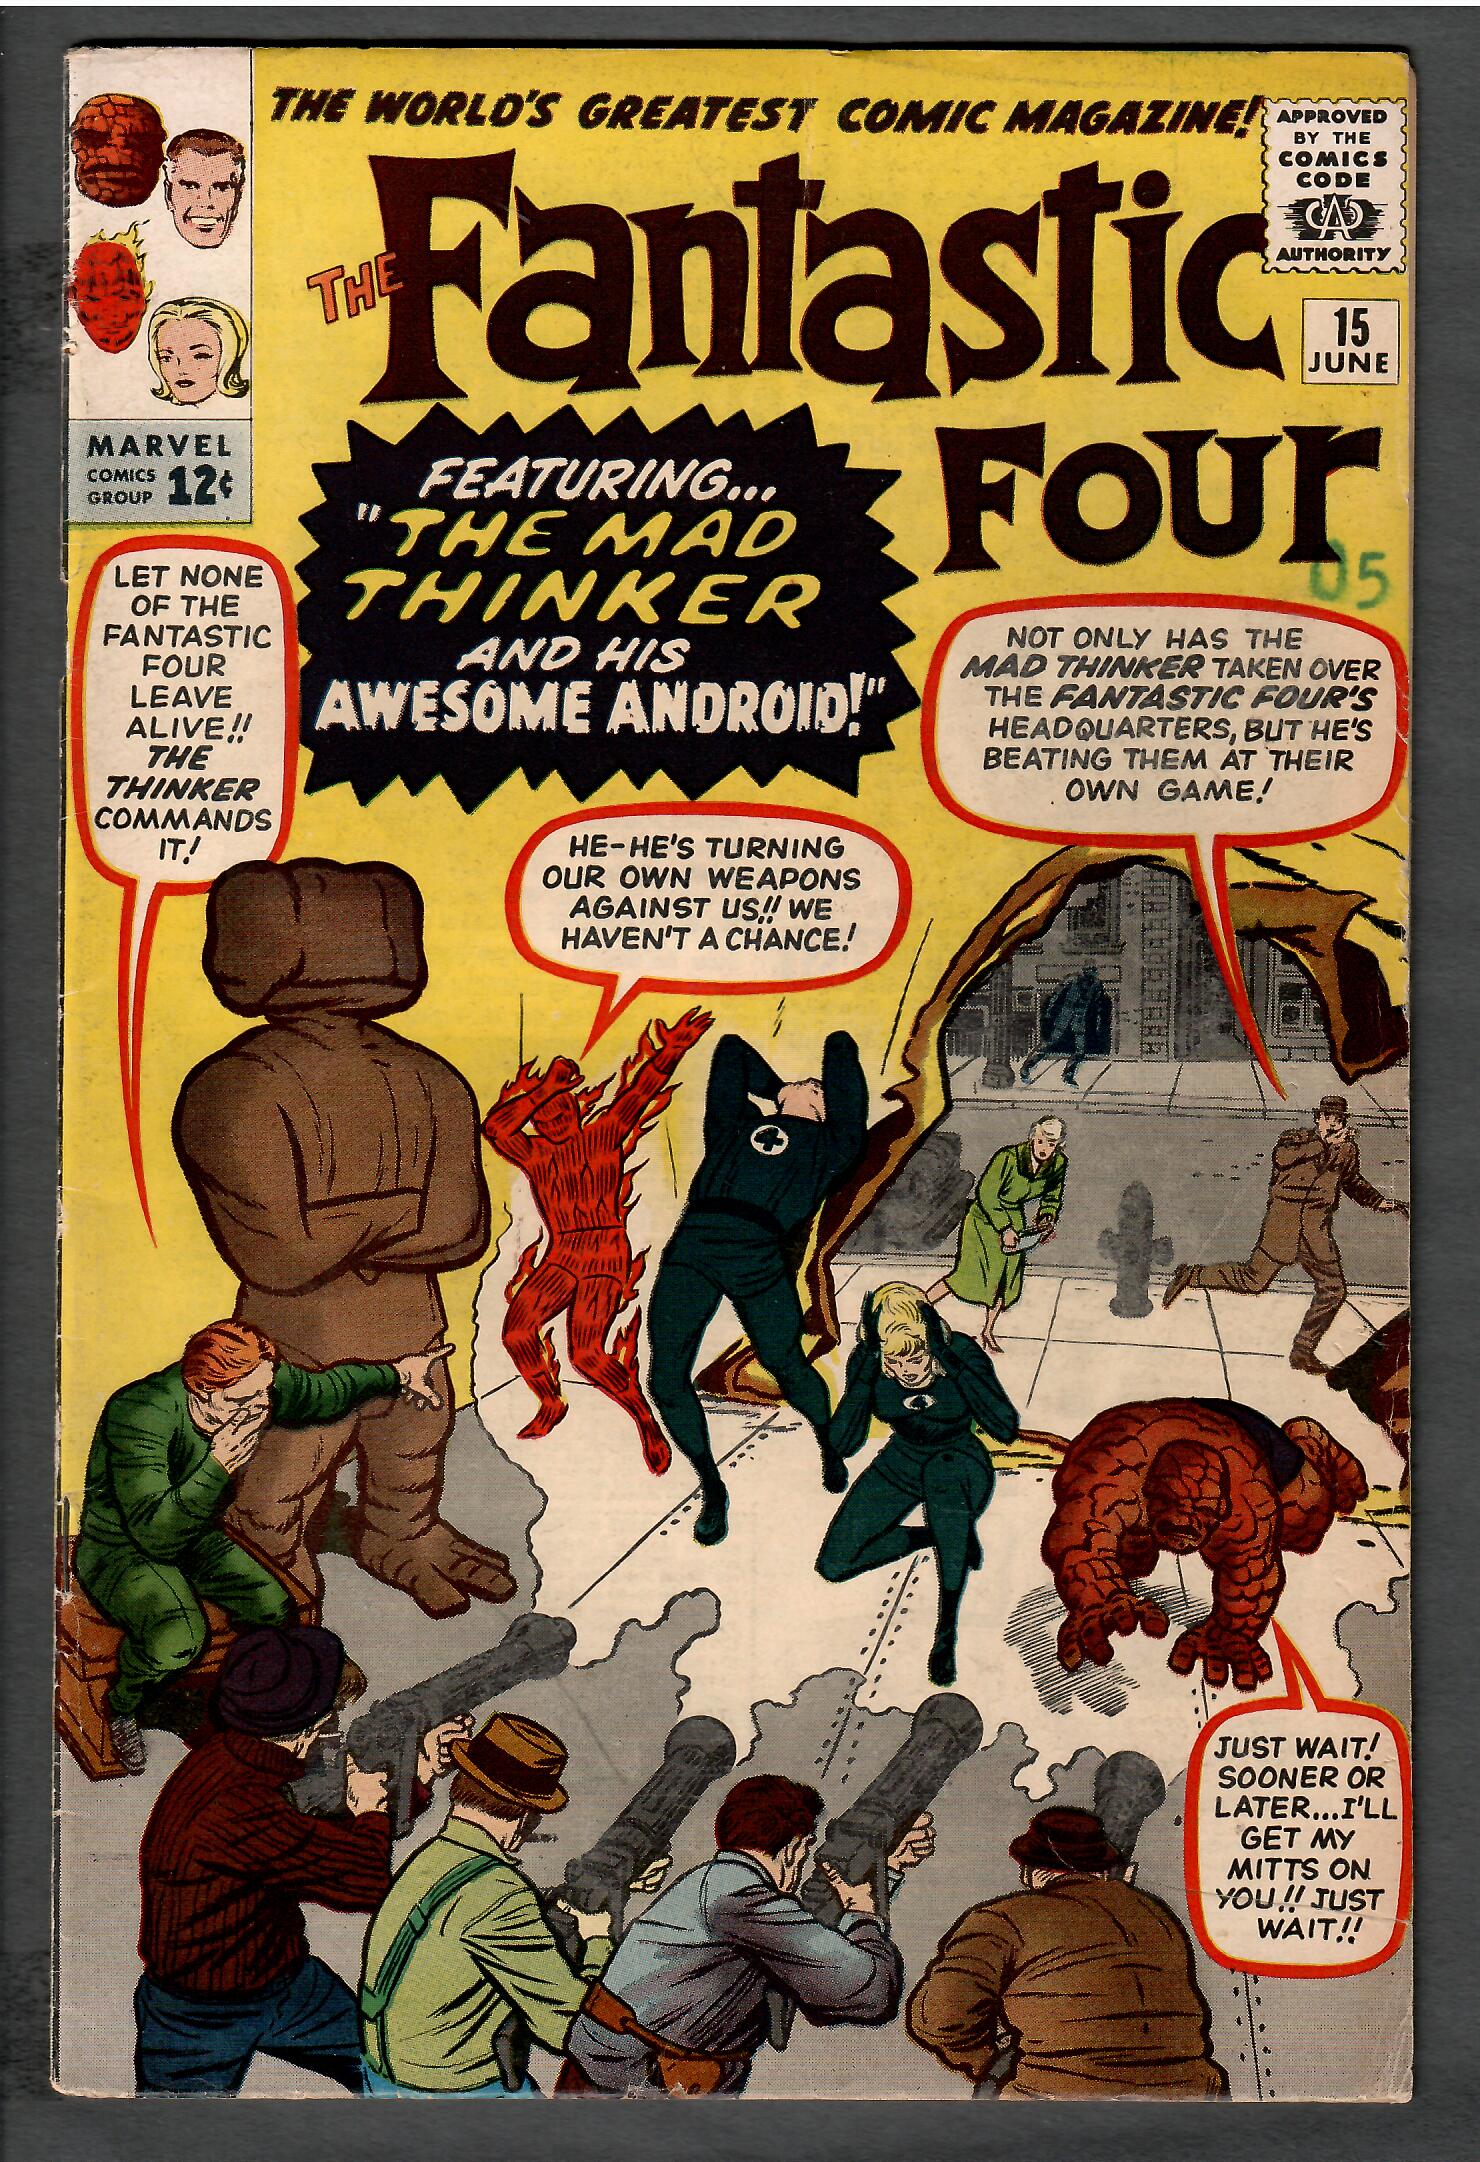 THE WORLD'S GREATEST COMIC MAGAZINE!
APPROVED
BY THE
COMICS
CODE
CA
AUTHORITY
THE Fantastic
FOUR
15
JUNE
MARVEL
COMICS
GROUP 12¢
FEATURING...
"THE MAD
THINKER
AND HIS
AWESOME ANDROID!"
05
LET NONE
OF THE
FANTASTIC
FOUR
LEAVE
ALIVE!!
THE
THINKER
COMMANDS
IT!
HE-HE'S TURNING
OUR OWN WEAPONS
AGAINST US!! WE
HAVEN'T A CHANCE!
NOT ONLY HAS THE
MAD THINKER TAKEN OVER
THE FANTASTIC FOUR'S
HEADQUARTERS, BUT HE'S
BEATING THEM AT THEIR
OWN GAME!
JUST WAIT!
SOONER OR
LATER...I'LL
GET MY
MITTS ON
YOU!! JUST
WAIT!!